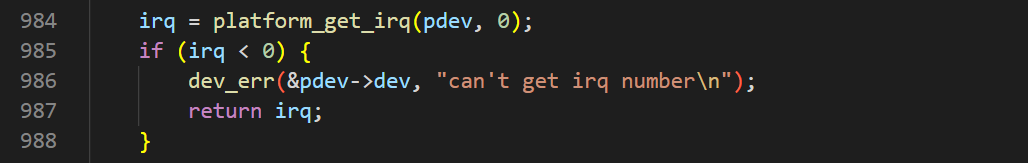 984 irq = platform_get_irq(pdev, 0);
985 if (irq < 0) {
986 dev_err(&pdev->dev, "can't get irq number\n");
987 return irq;
988 }